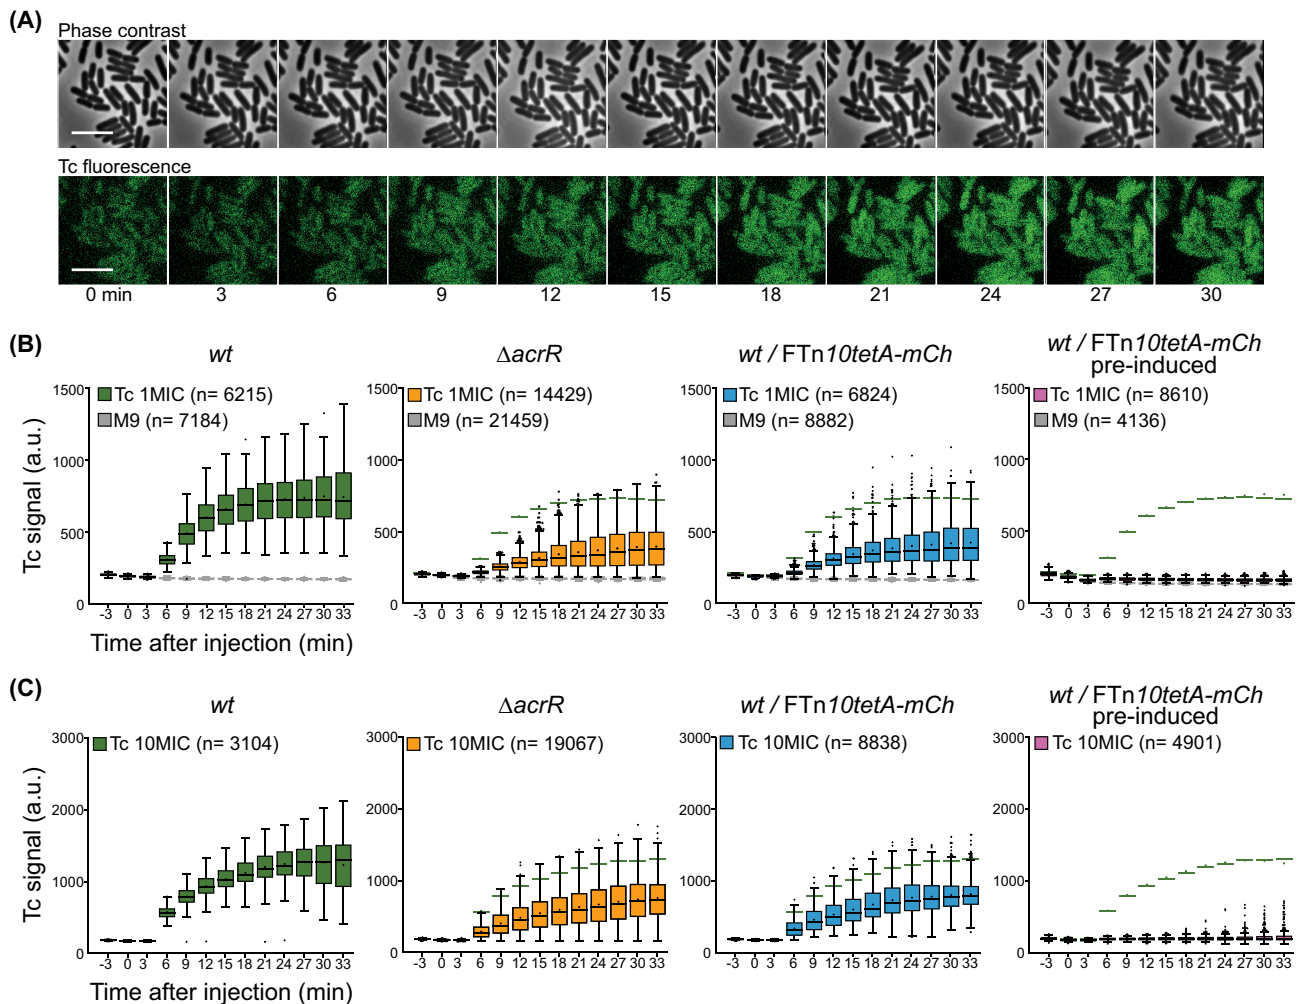 (A)
Phase contrast
Tc fluorescence
0 min 3 6 9 12 15 18 21 24 27 30
(B)
wt
ΔacrR
wt / FTn10tetA-mCh
wt / FTn10tetA-mCh
pre-induced
1500 1000 500 0
Tc signal (a.u.)
Tc 1MIC (n= 6215)
M9 (n= 7184)
-3 0 3 6 9 12 15 18 21 24 27 30 33
Time after injection (min)
1500 1000 500 0
Tc 1MIC (n= 14429)
M9 (n= 21459)
-3 0 3 6 9 12 15 18 21 24 27 30 33
1500 1000 500 0
Tc 1MIC (n= 6824)
M9 (n= 8882)
-3 0 3 6 9 12 15 18 21 24 27 30 33
1500 1000 500 0
Tc 1MIC (n= 8610)
M9 (n= 4136)
-3 0 3 6 9 12 15 18 21 24 27 30 33
(C)
wt
ΔacrR
wt / FTn10tetA-mCh
wt / FTn10tetA-mCh
pre-induced
3000 2000 1000 0
Tc signal (a.u.)
Tc 10MIC (n= 3104)
-3 0 3 6 9 12 15 18 21 24 27 30 33
Time after injection (min)
3000 2000 1000 0
Tc 10MIC (n= 19067)
-3 0 3 6 9 12 15 18 21 24 27 30 33
3000 2000 1000 0
Tc 10MIC (n= 8838)
-3 0 3 6 9 12 15 18 21 24 27 30 33
3000 2000 1000 0
Tc 10MIC (n= 4901)
-3 0 3 6 9 12 15 18 21 24 27 30 33